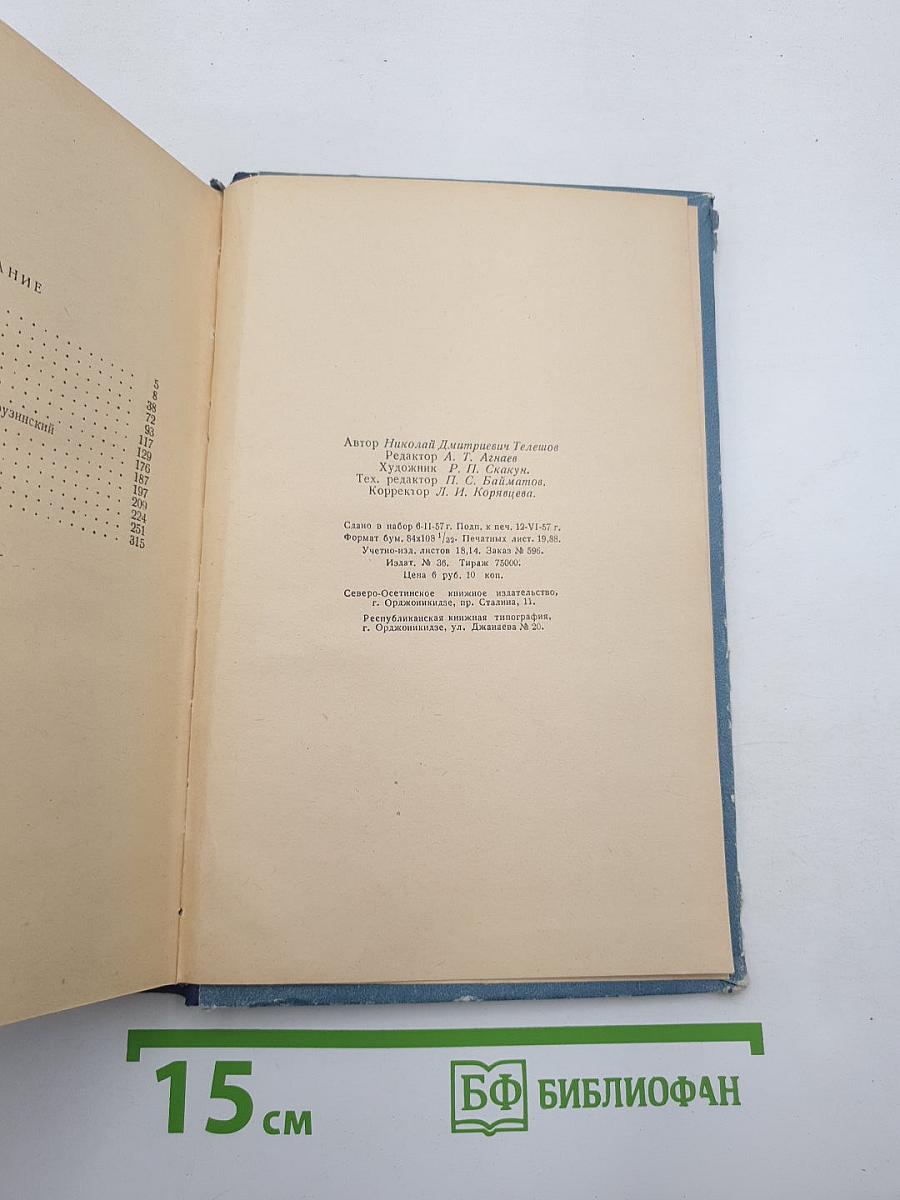 АНИЕ
5
8
38
72
93
узинский
117
129
176
187
197
209
224
251
315
Автор Николай Дмитриевич Телешов
Редактор А. Т. Агнаев
Художник Р. П. Скакун.
Тех. редактор П. С. Байматов.
Корректор Л. И. Корявцева.
Сдано в набор 6-II-57 г. Подп. к печ. 12-VI-57 г.
Формат бум. 84х108 1/32. Печатных лист. 19,88.
Учетно-изд. листов 18,14. Заказ № 596.
Издат. № 36. Тираж 75000.
Цена 6 руб. 10 коп.
Северо-Осетинское книжное издательство,
г. Орджоникидзе, пр. Сталина, 11.
Республиканская книжная типография,
г. Орджоникидзе, ул. Джанаева № 20.
15 см
БФ БИБЛИОФАН